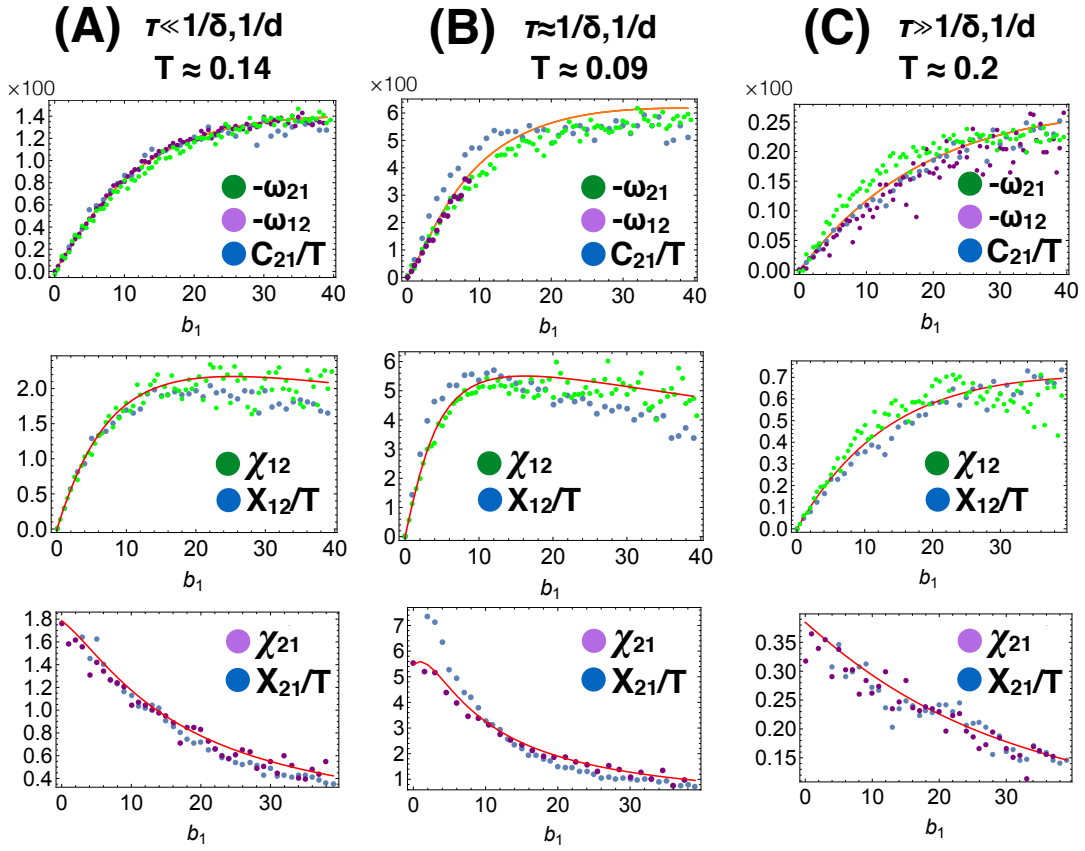 (A) τ≪1/δ,1/d
T ≈ 0.14
(B) τ≈1/δ,1/d
T ≈ 0.09
(C) τ≫1/δ,1/d
T ≈ 0.2
×100
1.4
1.2
1.0
0.8
0.6
0.4
0.2
0.0
0 10 20 30 40
b1
-ω21
-ω12
C21/T
×100
6
5
4
3
2
1
0
0 10 20 30 40
b1
-ω21
-ω12
C21/T
×100
0.25
0.20
0.15
0.10
0.05
0.00
0 10 20 30 40
b1
-ω21
-ω12
C21/T
2.0
1.5
1.0
0.5
0.0
0 10 20 30 40
b1
χ12
X12/T
6
5
4
3
2
1
0
0 10 20 30 40
b1
χ12
X12/T
0.7
0.6
0.5
0.4
0.3
0.2
0.1
0.0
0 10 20 30
b1
χ12
X12/T
1.8
1.6
1.4
1.2
1.0
0.8
0.6
0.4
0 10 20 30
b1
χ21
X21/T
7
6
5
4
3
2
1
0 10 20 30
b1
χ21
X21/T
0.35
0.30
0.25
0.20
0.15
0 10 20 30
b1
χ21
X21/T